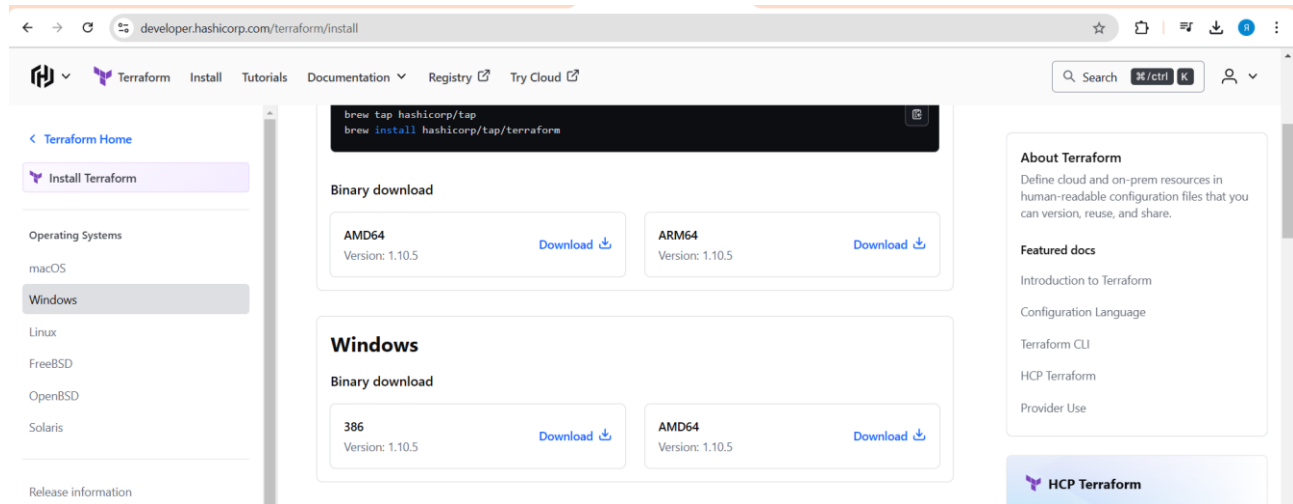 developer.hashicorp.com/terraform/install
Я
Terraform Install Tutorials Documentation Registry Try Cloud
Search ⌘/ctrl K
< Terraform Home
Install Terraform
Operating Systems
macOS
Windows
Linux
FreeBSD
OpenBSD
Solaris
Release information
brew tap hashicorp/tap
brew install hashicorp/tap/terraform
Binary download
AMD64
Version: 1.10.5
Download
ARM64
Version: 1.10.5
Download
Windows
Binary download
386
Version: 1.10.5
Download
AMD64
Version: 1.10.5
Download
About Terraform
Define cloud and on-prem resources in
human-readable configuration files that you
can version, reuse, and share.
Featured docs
Introduction to Terraform
Configuration Language
Terraform CLI
HCP Terraform
Provider Use
HCP Terraform